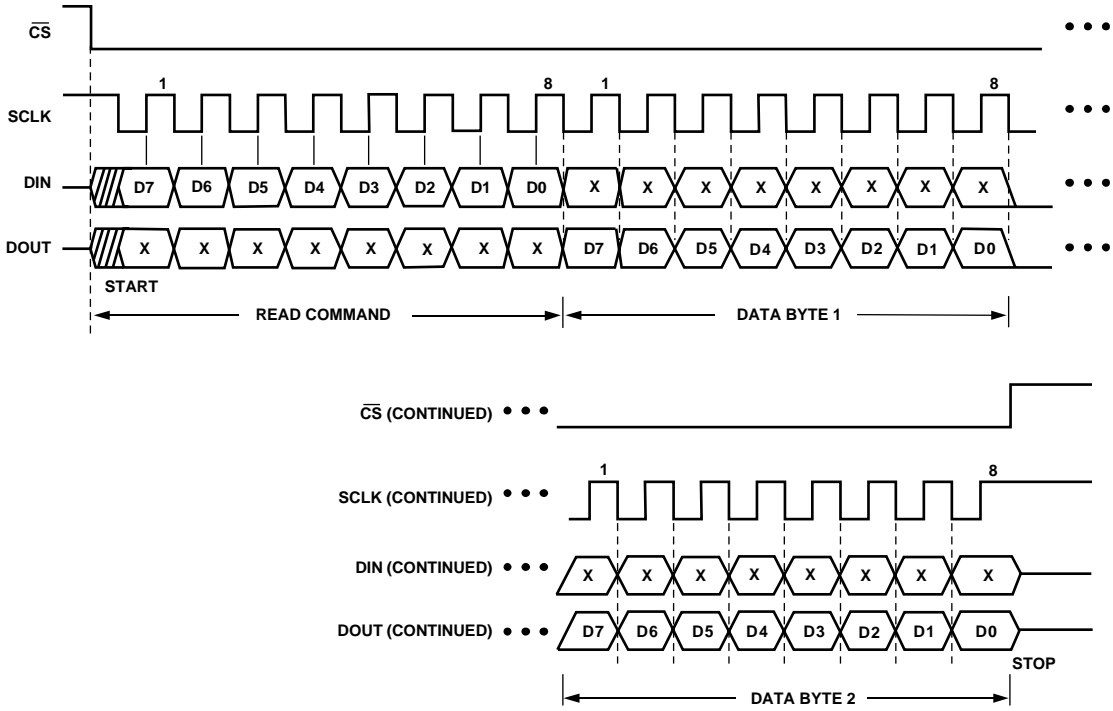 CS
1 8 1 8
SCLK
DIN D7 D6 D5 D4 D3 D2 D1 D0 X X X X X X X X
DOUT X X X X X X X X D7 D6 D5 D4 D3 D2 D1 D0
START
READ COMMAND DATA BYTE 1
CS (CONTINUED)
1 8
SCLK (CONTINUED)
DIN (CONTINUED) X X X X X X X X
DOUT (CONTINUED) D7 D6 D5 D4 D3 D2 D1 D0
STOP
DATA BYTE 2